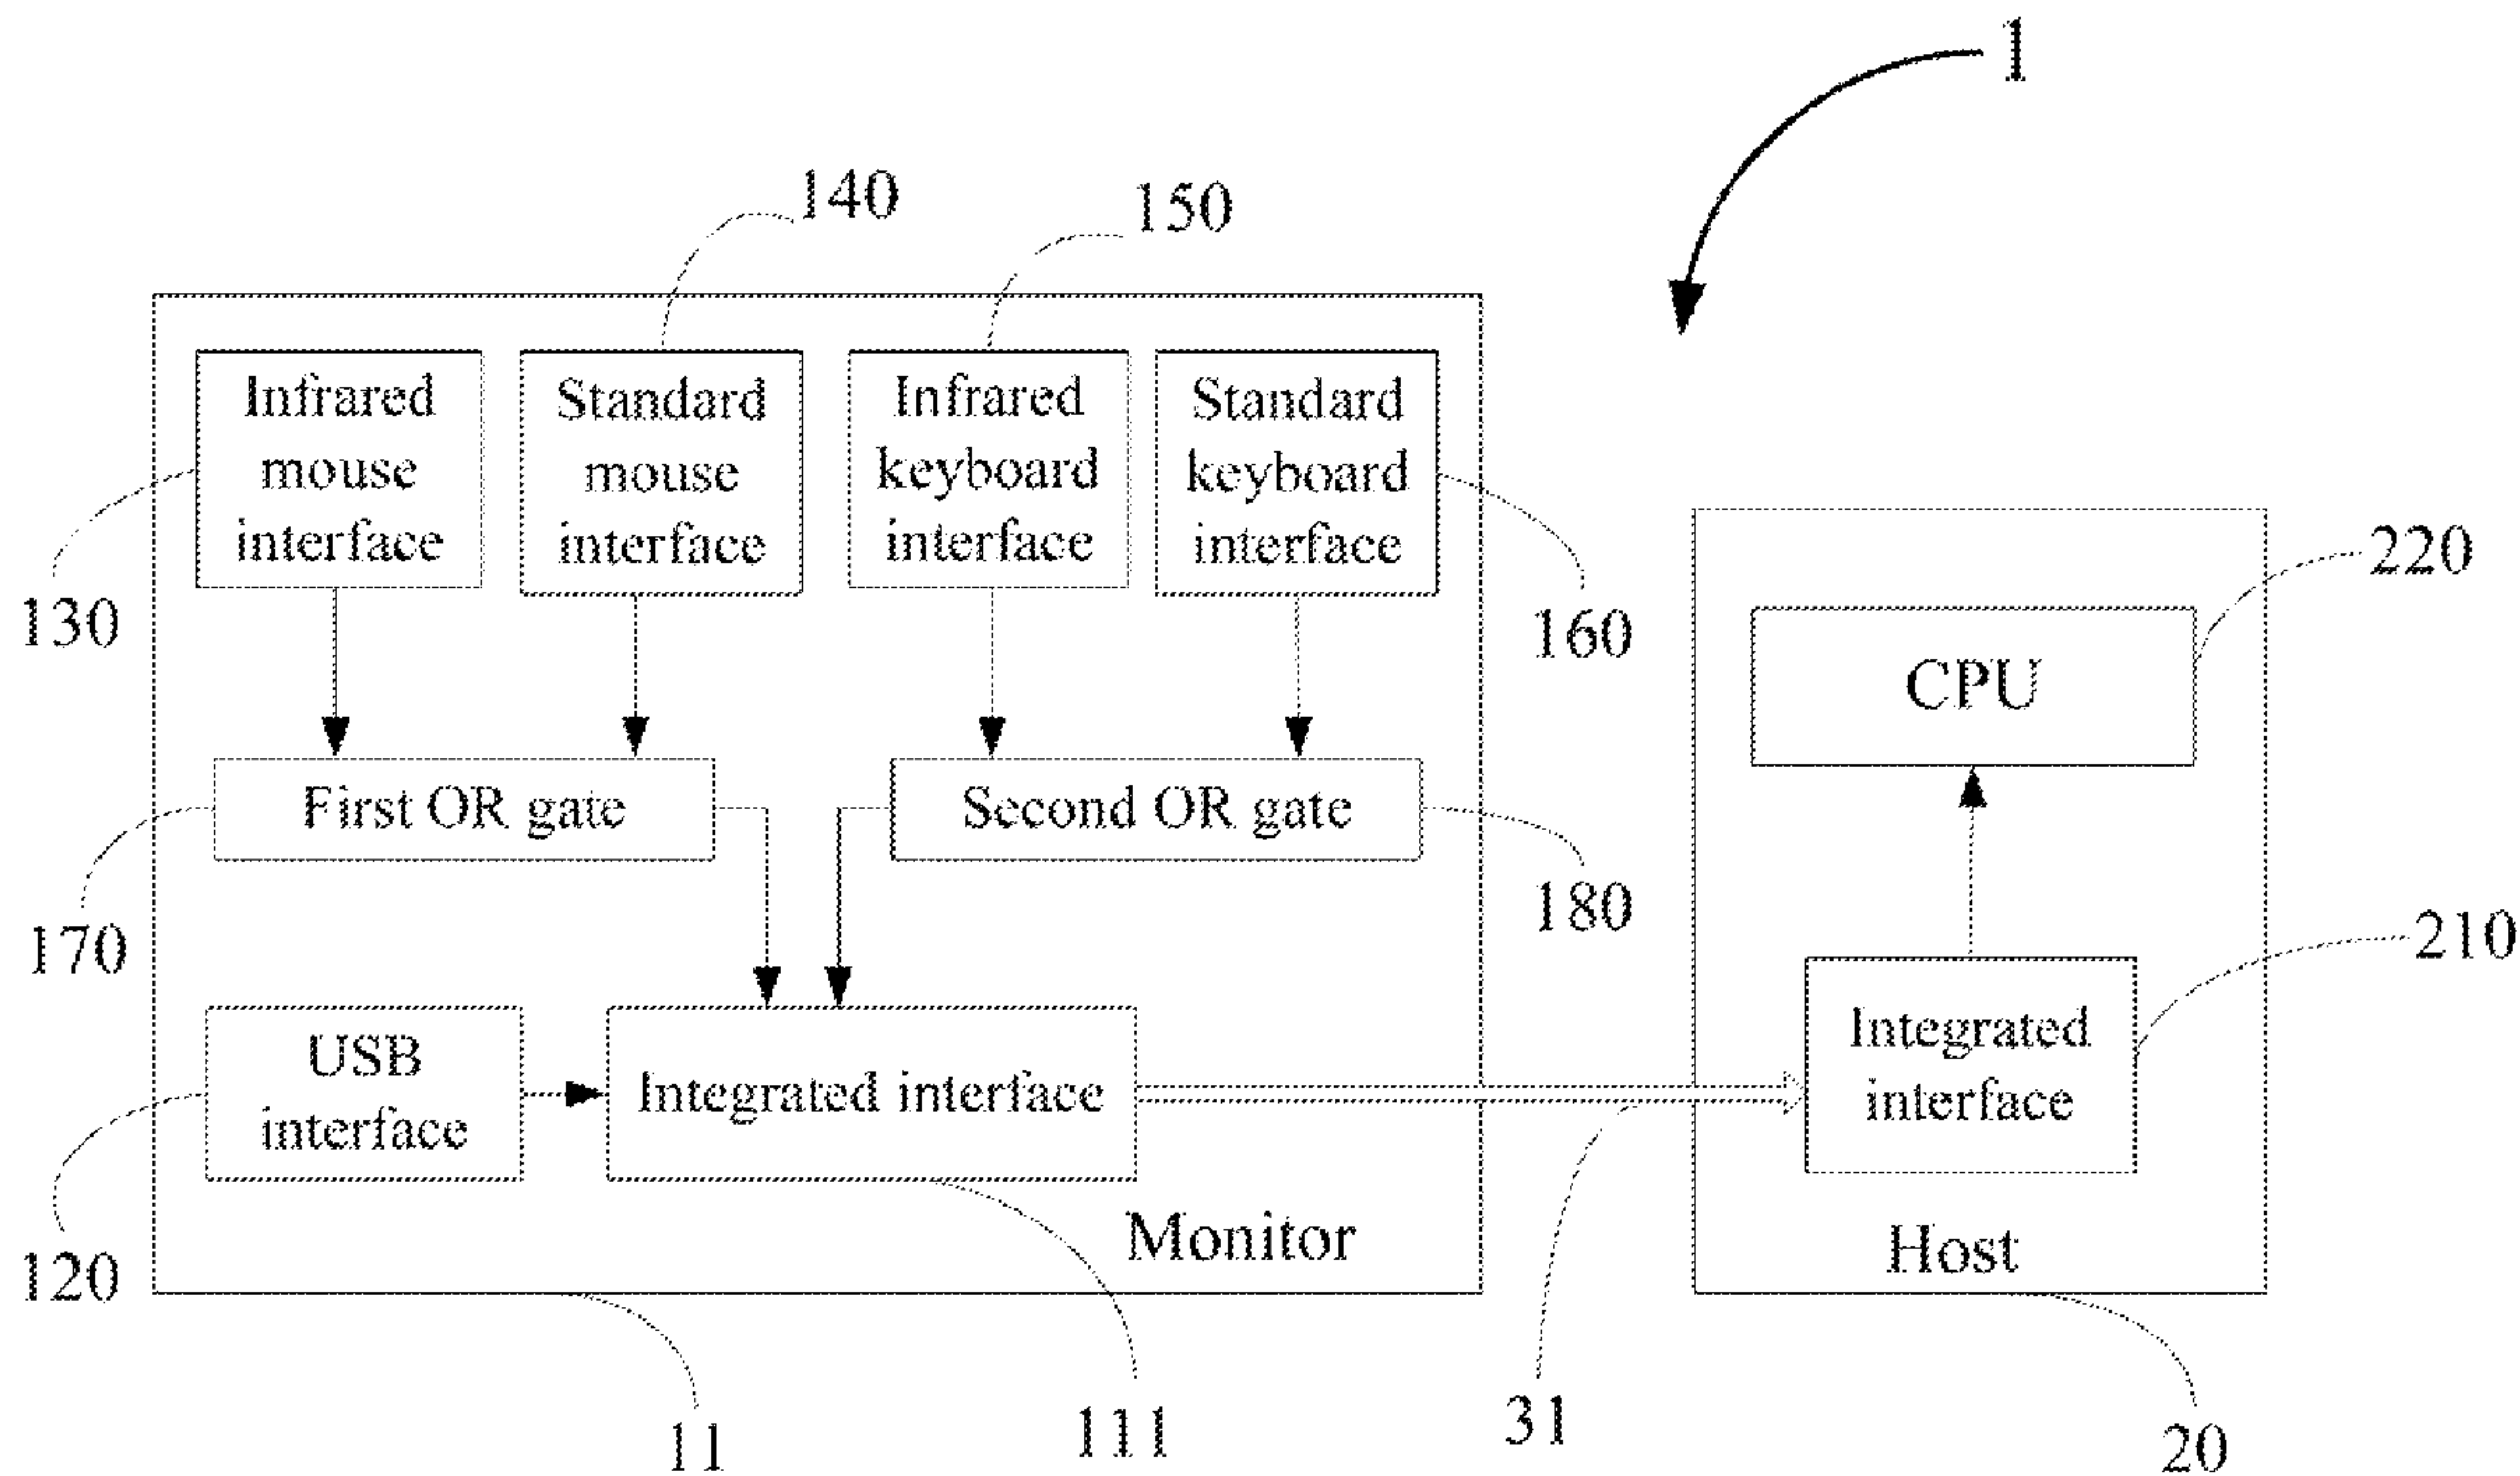 1
140
150
Infrared
mouse
interface
Standard
mouse
interface
Infrared
keyboard
interface
Standard
keyboard
interface
130
160
220
CPU
First OR gate
Second OR gate
170
180
210
USB
interface
Integrated interface
Integrated
interface
Monitor
Host
120
11
111
31
20